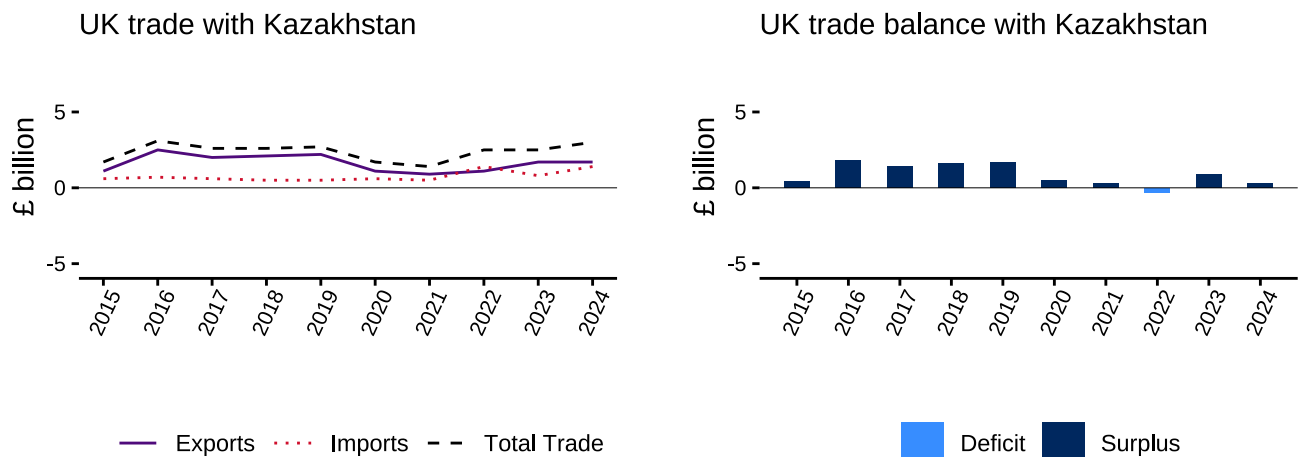 UK trade with Kazakhstan
£ billion
5
0
-5
2015 2016 2017 2018 2019 2020 2021 2022 2023 2024
Exports Imports Total Trade
UK trade balance with Kazakhstan
£ billion
5
0
-5
2015 2016 2017 2018 2019 2020 2021 2022 2023 2024
Deficit Surplus